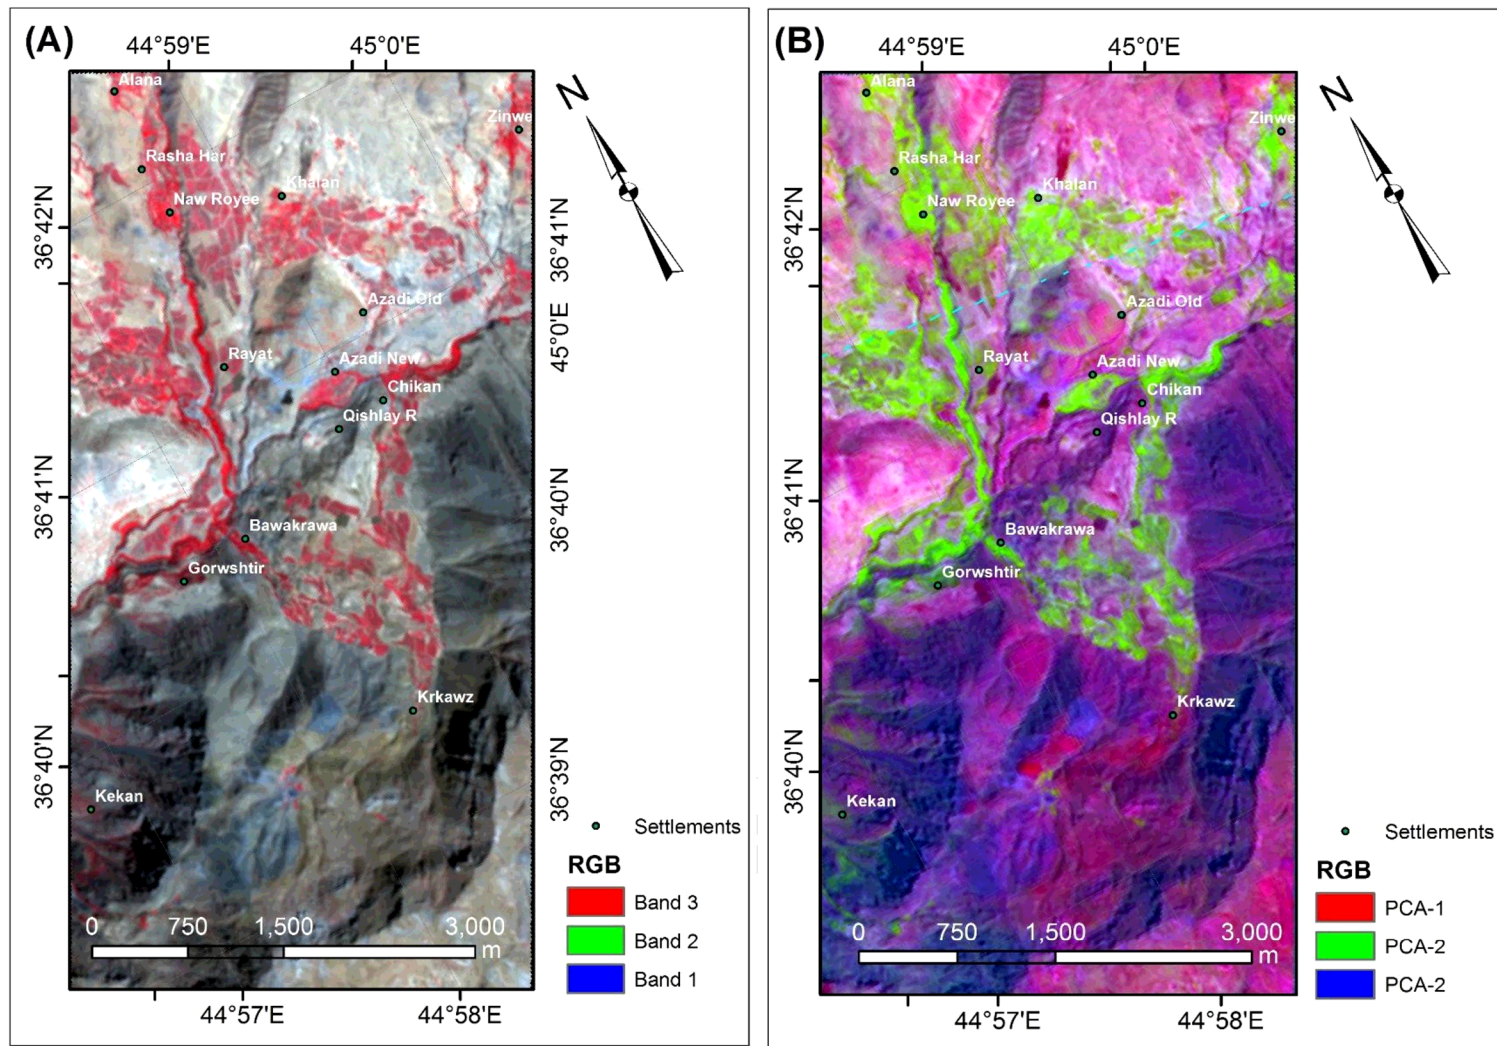 (A)
44°59'E
45°0'E
N
Alana
Zinwe
Rasha Har
Khalan
Naw Royee
36°42'N
36°41'N
Azadi Old
45°0'E
Rayat
Azadi New
Chikan
Qishlay R
36°41'N
36°40'N
Bawakrawa
Gorwshtir
Krkawz
36°40'N
36°39'N
Kekan
Settlements
RGB
Band 3
Band 2
Band 1
0 750 1,500 3,000
m
44°57'E
44°58'E
(B)
44°59'E
45°0'E
N
Alana
Zinwe
Rasha Har
Khalan
Naw Royee
36°42'N
Azadi Old
Rayat
Azadi New
Chikan
Qishlay R
36°41'N
Bawakrawa
Gorwshtir
Krkawz
36°40'N
Kekan
Settlements
RGB
PCA-1
PCA-2
PCA-2
0 750 1,500 3,000
m
44°57'E
44°58'E